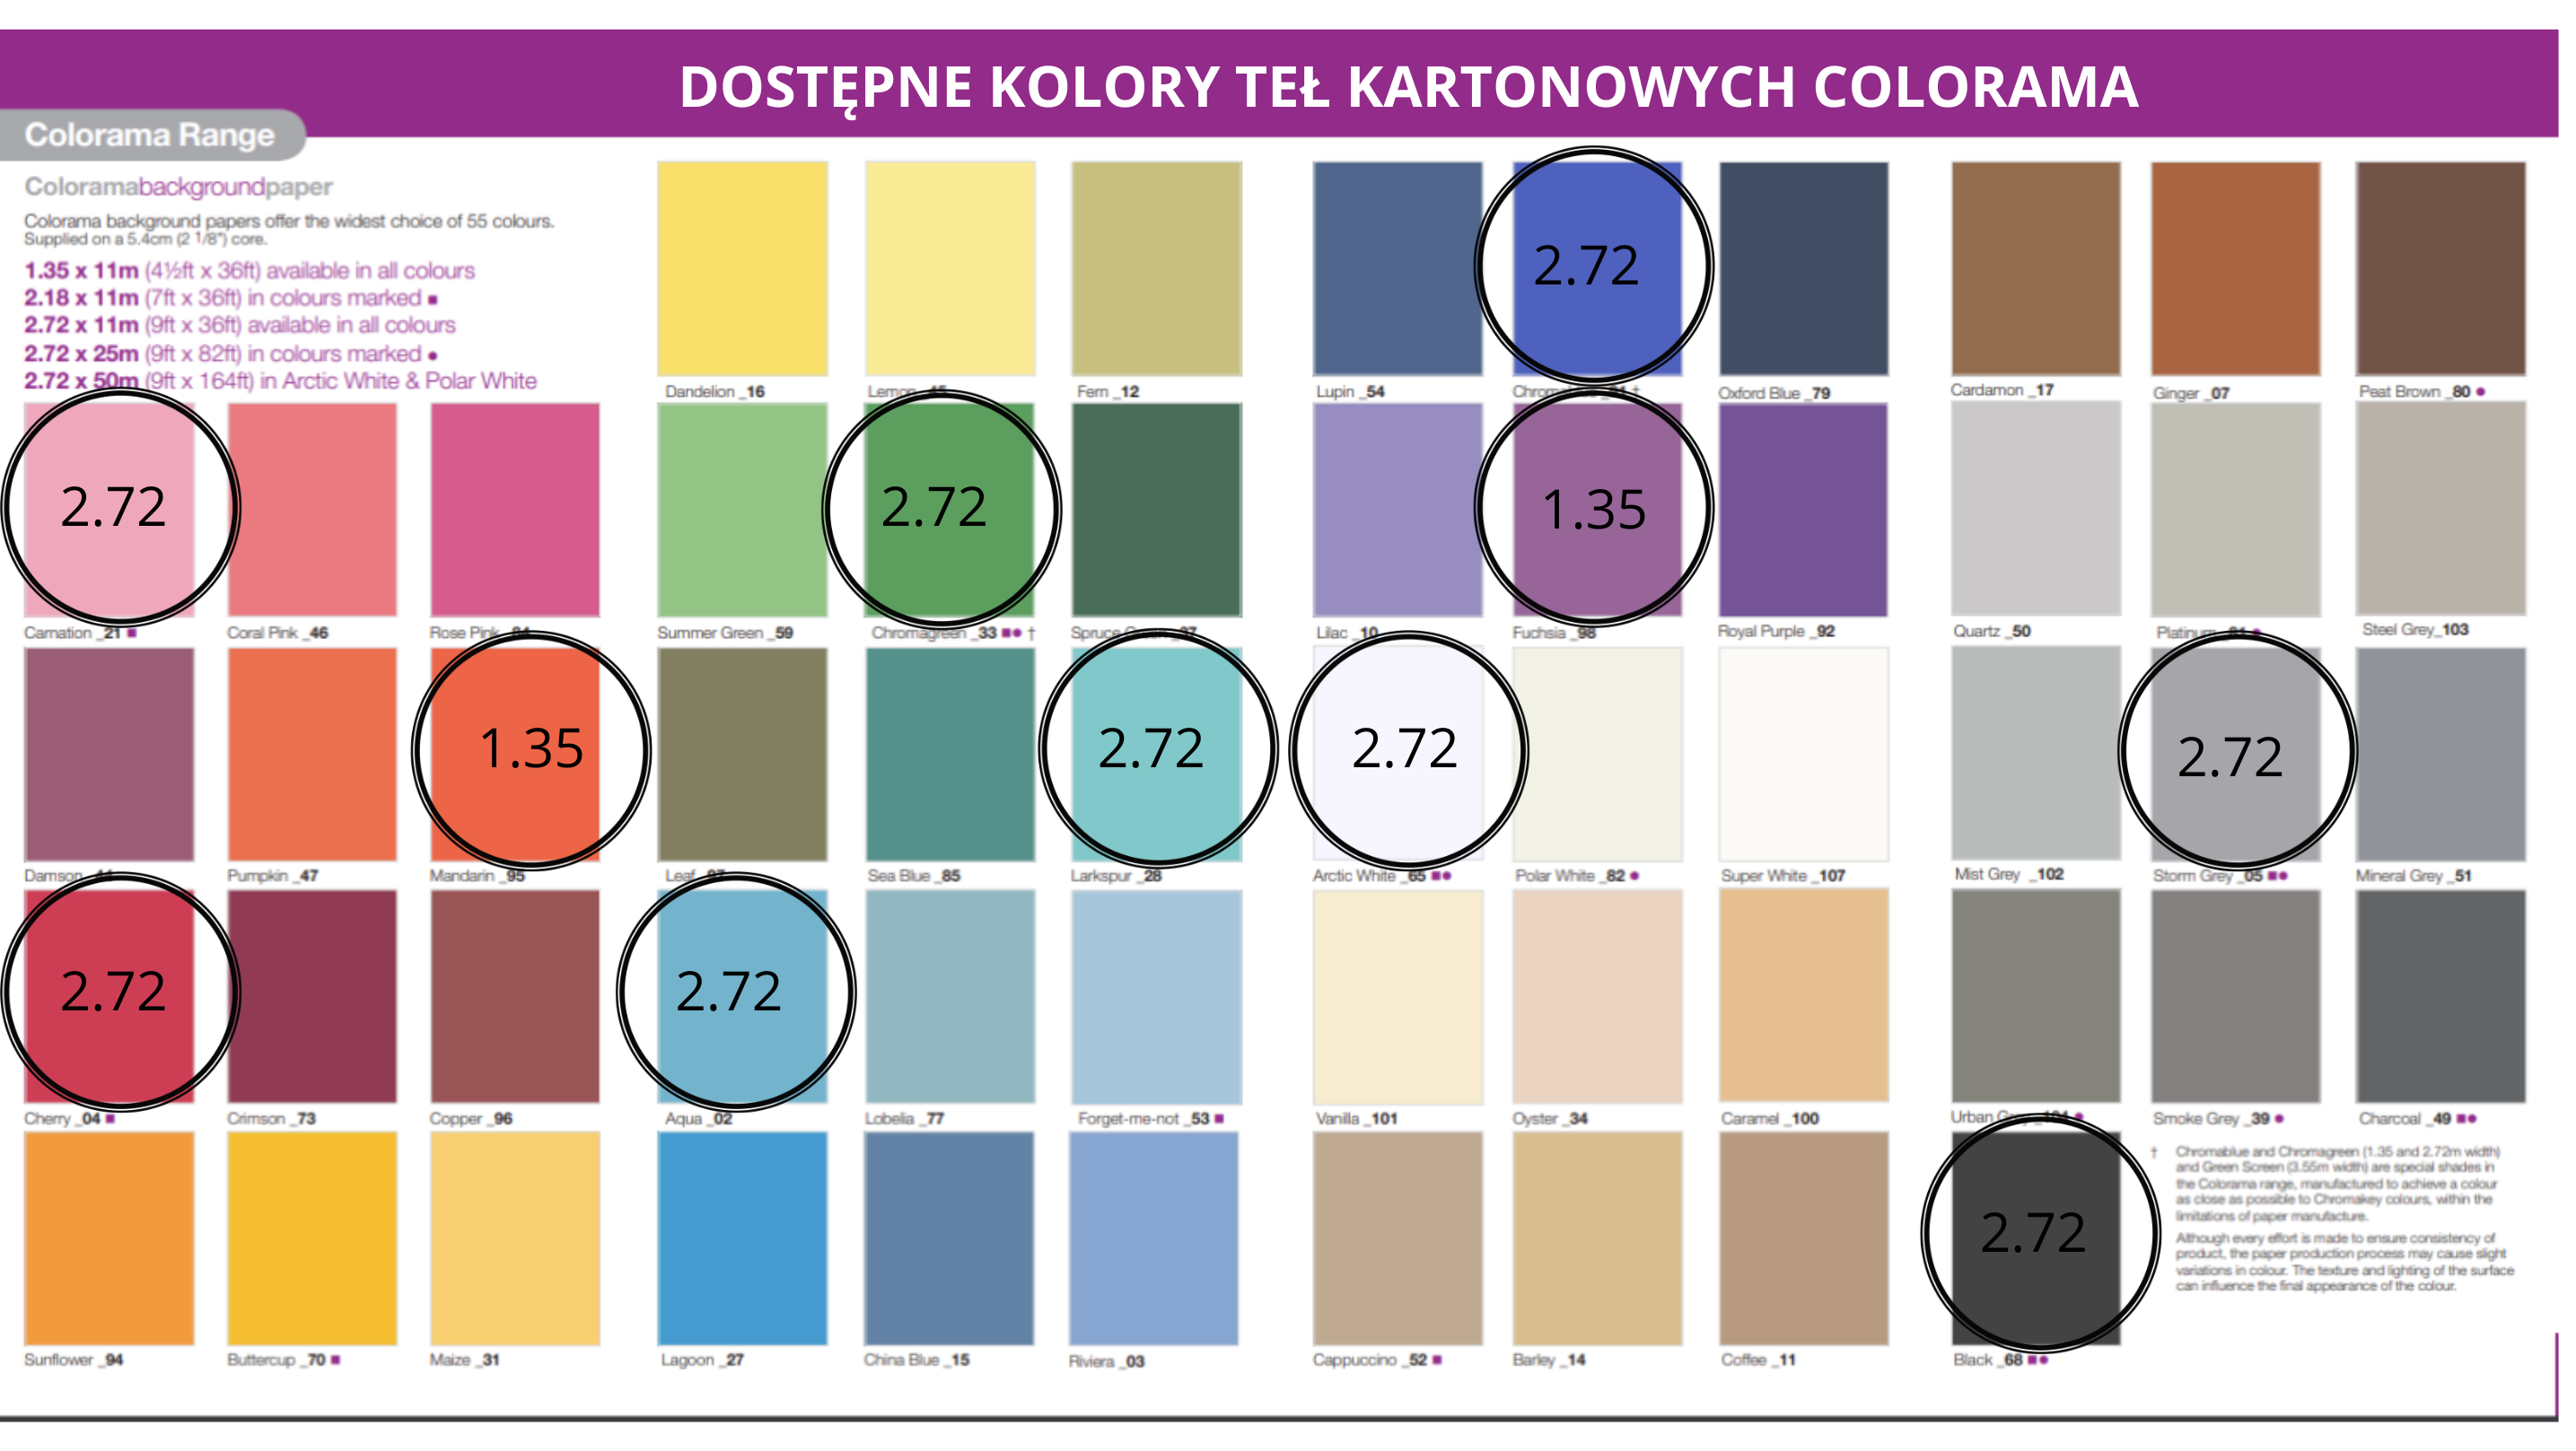 DOSTĘPNE KOLORY TEŁ KARTONOWYCH COLORAMA
Colorama Range
Coloramabackgroundpaper
Colorama background papers offer the widest choice of 55 colours.
Supplied on a 5.4cm (2 1/8") core.
1.35 x 11m (4½ft x 36ft) available in all colours
2.18 x 11m (7ft x 36ft) in colours marked ■
2.72 x 11m (9ft x 36ft) available in all colours
2.72 x 25m (9ft x 82ft) in colours marked ●
2.72 x 50m (9ft x 164ft) in Arctic White & Polar White
2.72
Dandelion _16 Lemon _45 Fern _12 Lupin _54 † Oxford Blue _79 Cardamon _17 Ginger _07 Peat Brown _80 ●
2.72 2.72 1.35
Carnation _21 ■ Coral Pink _46 Rose Pink _84 Summer Green _59 Chromagreen _33 ■● † Spruce Green _37 Lilac _10 Fuchsia _98 Royal Purple _92 Quartz _50 Platinum ● Steel Grey_103
1.35 2.72 2.72 2.72
Damson Pumpkin _47 Mandarin _95 Leaf _97 Sea Blue _85 Larkspur _28 Arctic White _65 ■● Polar White _82 ● Super White _107 Mist Grey _102 Storm Grey _05 ■● Mineral Grey _51
2.72 2.72
Cherry _04 ■ Crimson _73 Copper _96 Aqua _02 Lobelia _77 Forget-me-not _53 ■ Vanilla _101 Oyster _34 Caramel _100 Urban Grey _104 ● Smoke Grey _39 ● Charcoal _49 ■●
2.72
Sunflower _94 Buttercup _70 ■ Maize _31 Lagoon _27 China Blue _15 Riviera _03 Cappuccino _52 ■ Barley _14 Coffee _11 Black _68 ■●
† Chromablue and Chromagreen (1.35 and 2.72m width)
and Green Screen (3.55m width) are special shades in
the Colorama range, manufactured to achieve a colour
as close as possible to Chromakey colours, within the
limitations of paper manufacture.
Although every effort is made to ensure consistency of
product, the paper production process may cause slight
variations in colour. The texture and lighting of the surface
can influence the final appearance of the colour.